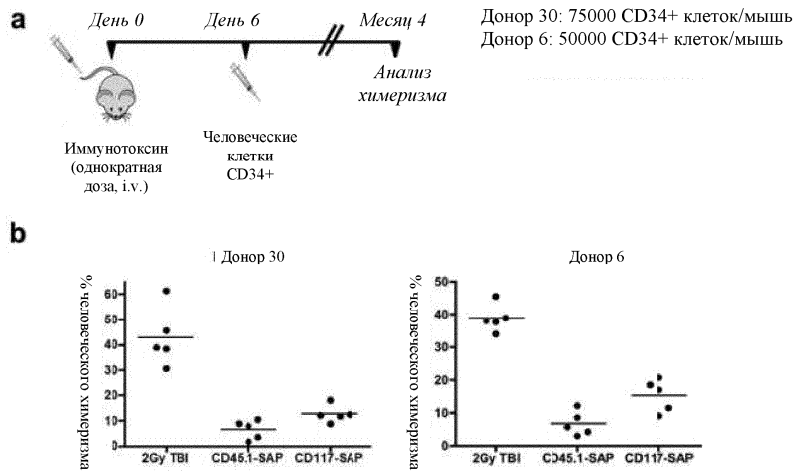 a
День 0
День 6
Месяц 4
Донор 30: 75000 CD34+ клеток/мышь
Донор 6: 50000 CD34+ клеток/мышь
Анализ
химеризма
Иммунотоксин
(однократная
доза, i.v.)
Человеческие
клетки
CD34+
b
Донор 30
% человеческого химеризма
60
50
40
30
20
10
0
2Gy TBI
CD45.1-SAP
CD117-SAP
Донор 6
% человеческого химеризма
50
40
30
20
10
0
2Gy TBI
CD45.1-SAP
CD117-SAP